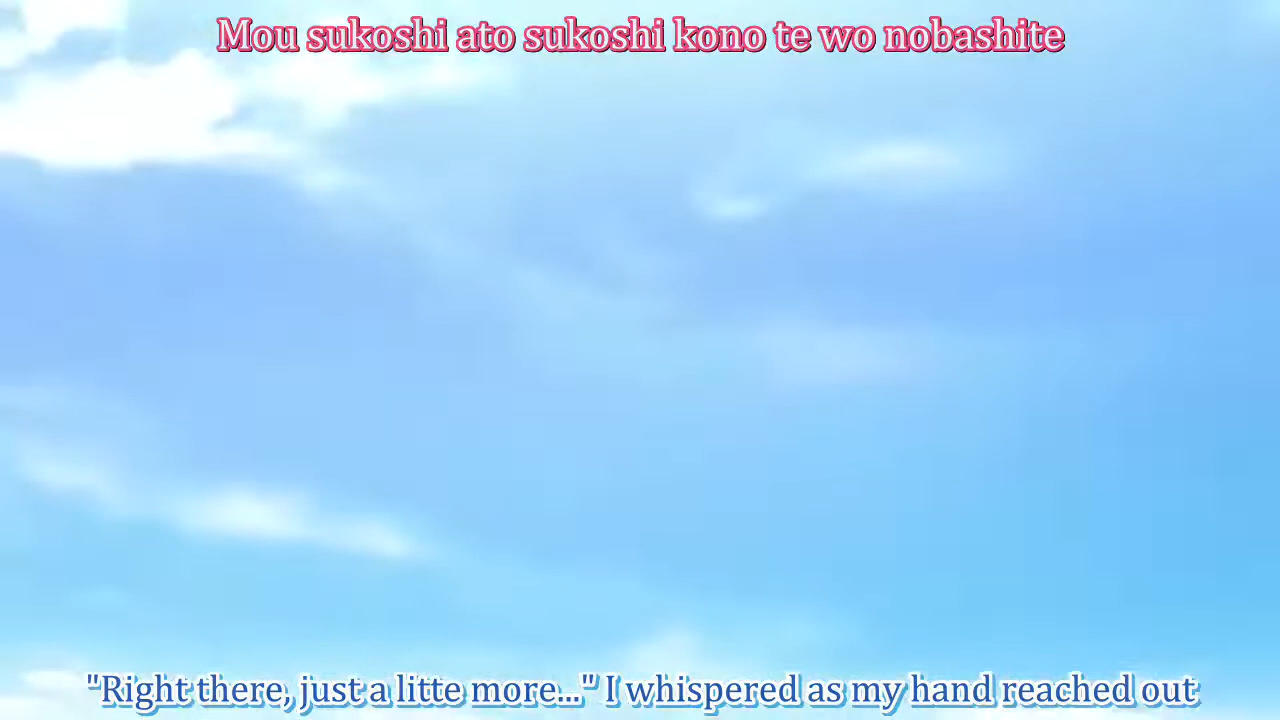 Mou sukoshi ato sukoshi kono te wo nobashite
"Right there, just a litte more..." I whispered as my hand reached out